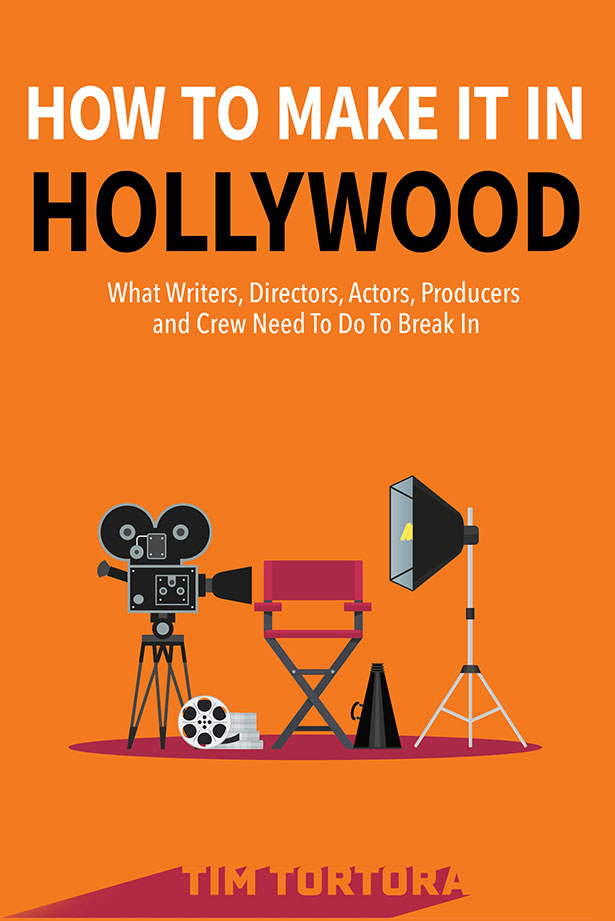 HOW TO MAKE IT IN
HOLLYWOOD
What Writers, Directors, Actors, Producers
and Crew Need To Do To Break In
TIM TORTORA